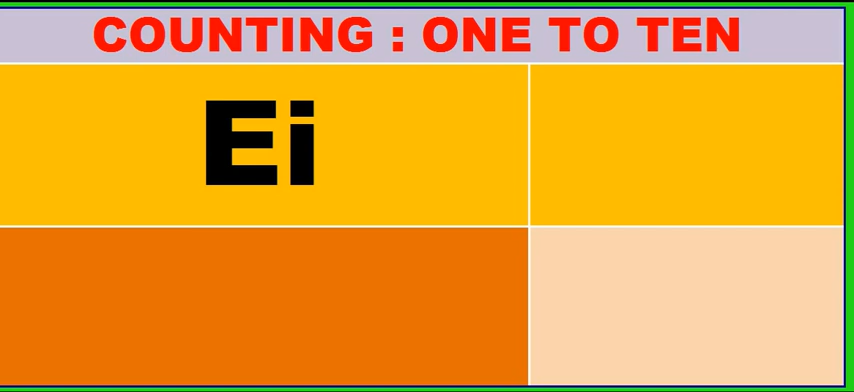 COUNTING : ONE TO TEN
Ei